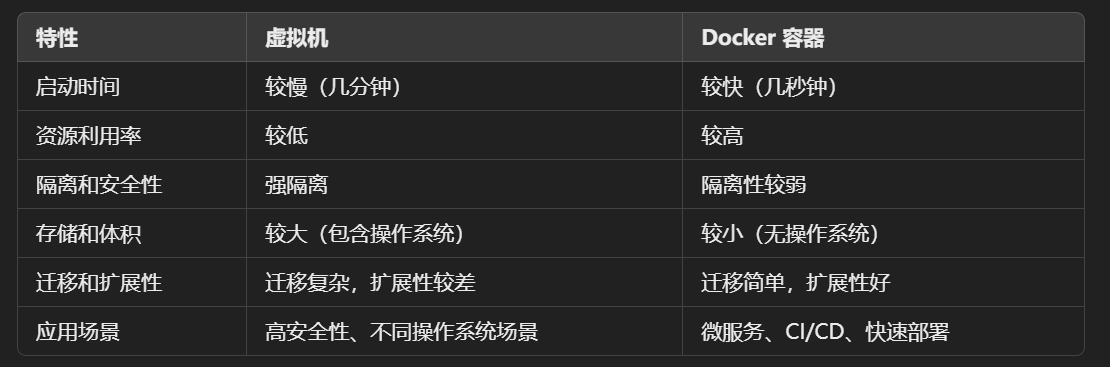 特性 虚拟机 Docker 容器
启动时间 较慢（几分钟） 较快（几秒钟）
资源利用率 较低 较高
隔离和安全性 强隔离 隔离性较弱
存储和体积 较大（包含操作系统） 较小（无操作系统）
迁移和扩展性 迁移复杂，扩展性较差 迁移简单，扩展性好
应用场景 高安全性、不同操作系统场景 微服务、CI/CD、快速部署